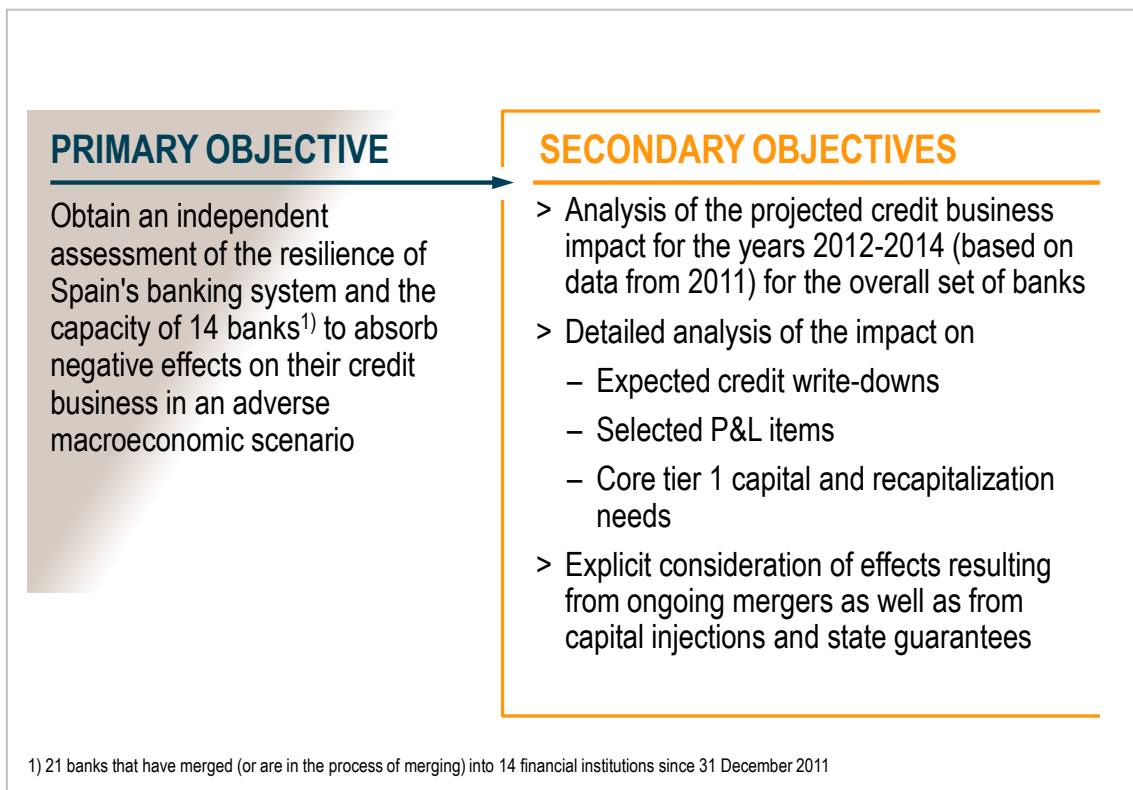 PRIMARY OBJECTIVE
Obtain an independent
assessment of the resilience of
Spain's banking system and the
capacity of 14 banks1) to absorb
negative effects on their credit
business in an adverse
macroeconomic scenario
SECONDARY OBJECTIVES
> Analysis of the projected credit business
impact for the years 2012-2014 (based on
data from 2011) for the overall set of banks
> Detailed analysis of the impact on
– Expected credit write-downs
– Selected P&L items
– Core tier 1 capital and recapitalization
needs
> Explicit consideration of effects resulting
from ongoing mergers as well as from
capital injections and state guarantees
1) 21 banks that have merged (or are in the process of merging) into 14 financial institutions since 31 December 2011